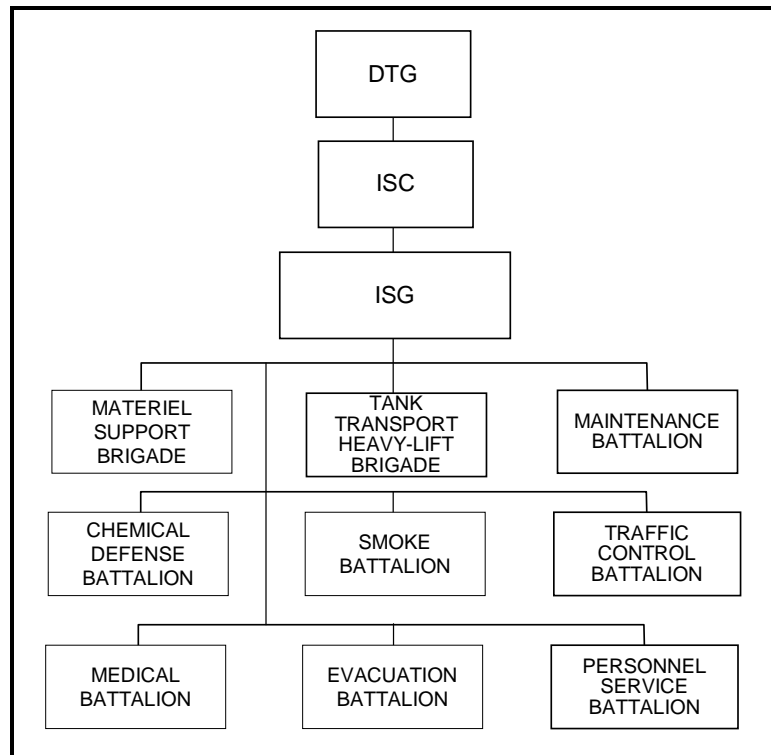 DTG
ISC
ISG
MATERIEL
SUPPORT
BRIGADE
TANK
TRANSPORT
HEAVY-LIFT
BRIGADE
MAINTENANCE
BATTALION
CHEMICAL
DEFENSE
BATTALION
SMOKE
BATTALION
TRAFFIC
CONTROL
BATTALION
MEDICAL
BATTALION
EVACUATION
BATTALION
PERSONNEL
SERVICE
BATTALION